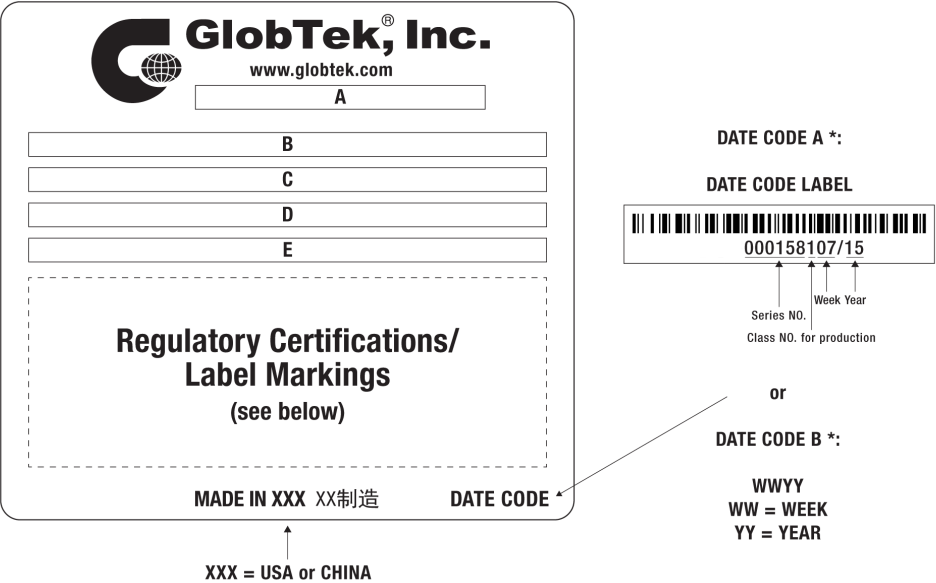 GlobTek,® Inc.
www.globtek.com
A
B
C
D
E
Regulatory Certifications/
Label Markings
(see below)
MADE IN XXX XX制造 DATE CODE
XXX = USA or CHINA
DATE CODE A *:
DATE CODE LABEL
000158107/15
Week Year
Series NO.
Class NO. for production
or
DATE CODE B *:
WWYY
WW = WEEK
YY = YEAR